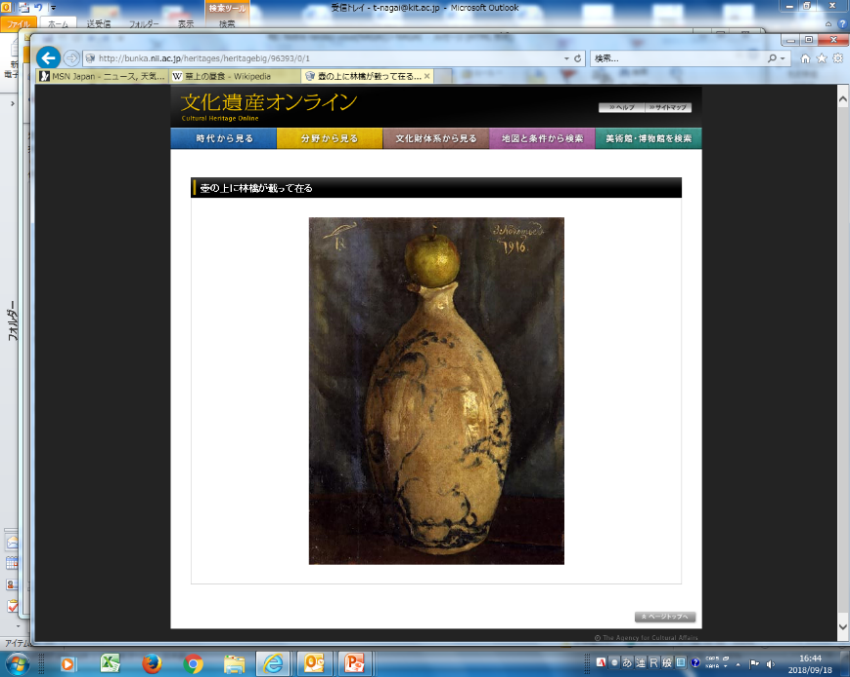 検索ツール
受信トレイ - t-nagai@kit.ac.jp - Microsoft Outlook
ファイル ホーム 送受信 フォルダー 表示 検索
http://bunka.nii.ac.jp/heritages/heritagebig/96393/0/1
検索...
MSN Japan - ニュース, 天気...
草上の昼食 - Wikipedia
壺の上に林檎が載って在る...
文化遺産オンライン
Cultural Heritage Online
ヘルプ
サイトマップ
時代から見る
分野から見る
文化財体系から見る
地図と条件から検索
美術館・博物館を検索
壺の上に林檎が載って在る
1916.
フォルダー
ページトップへ
© The Agency for Cultural Affairs
アイテム
16:44
2018/09/18